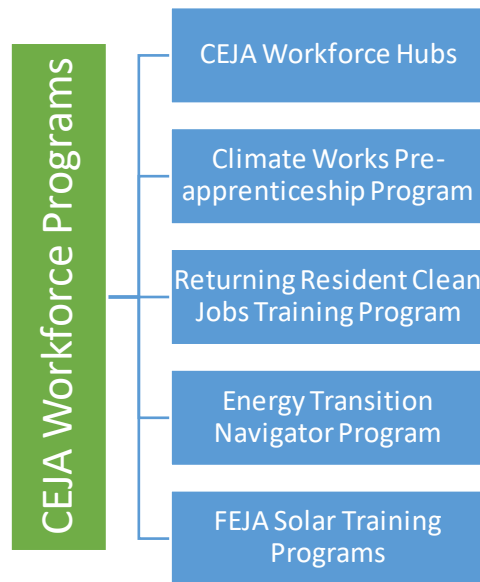 CEJA Workforce Programs
CEJA Workforce Hubs
Climate Works Pre-
apprenticeship Program
Returning Resident Clean
Jobs Training Program
Energy Transition
Navigator Program
FEJA Solar Training
Programs